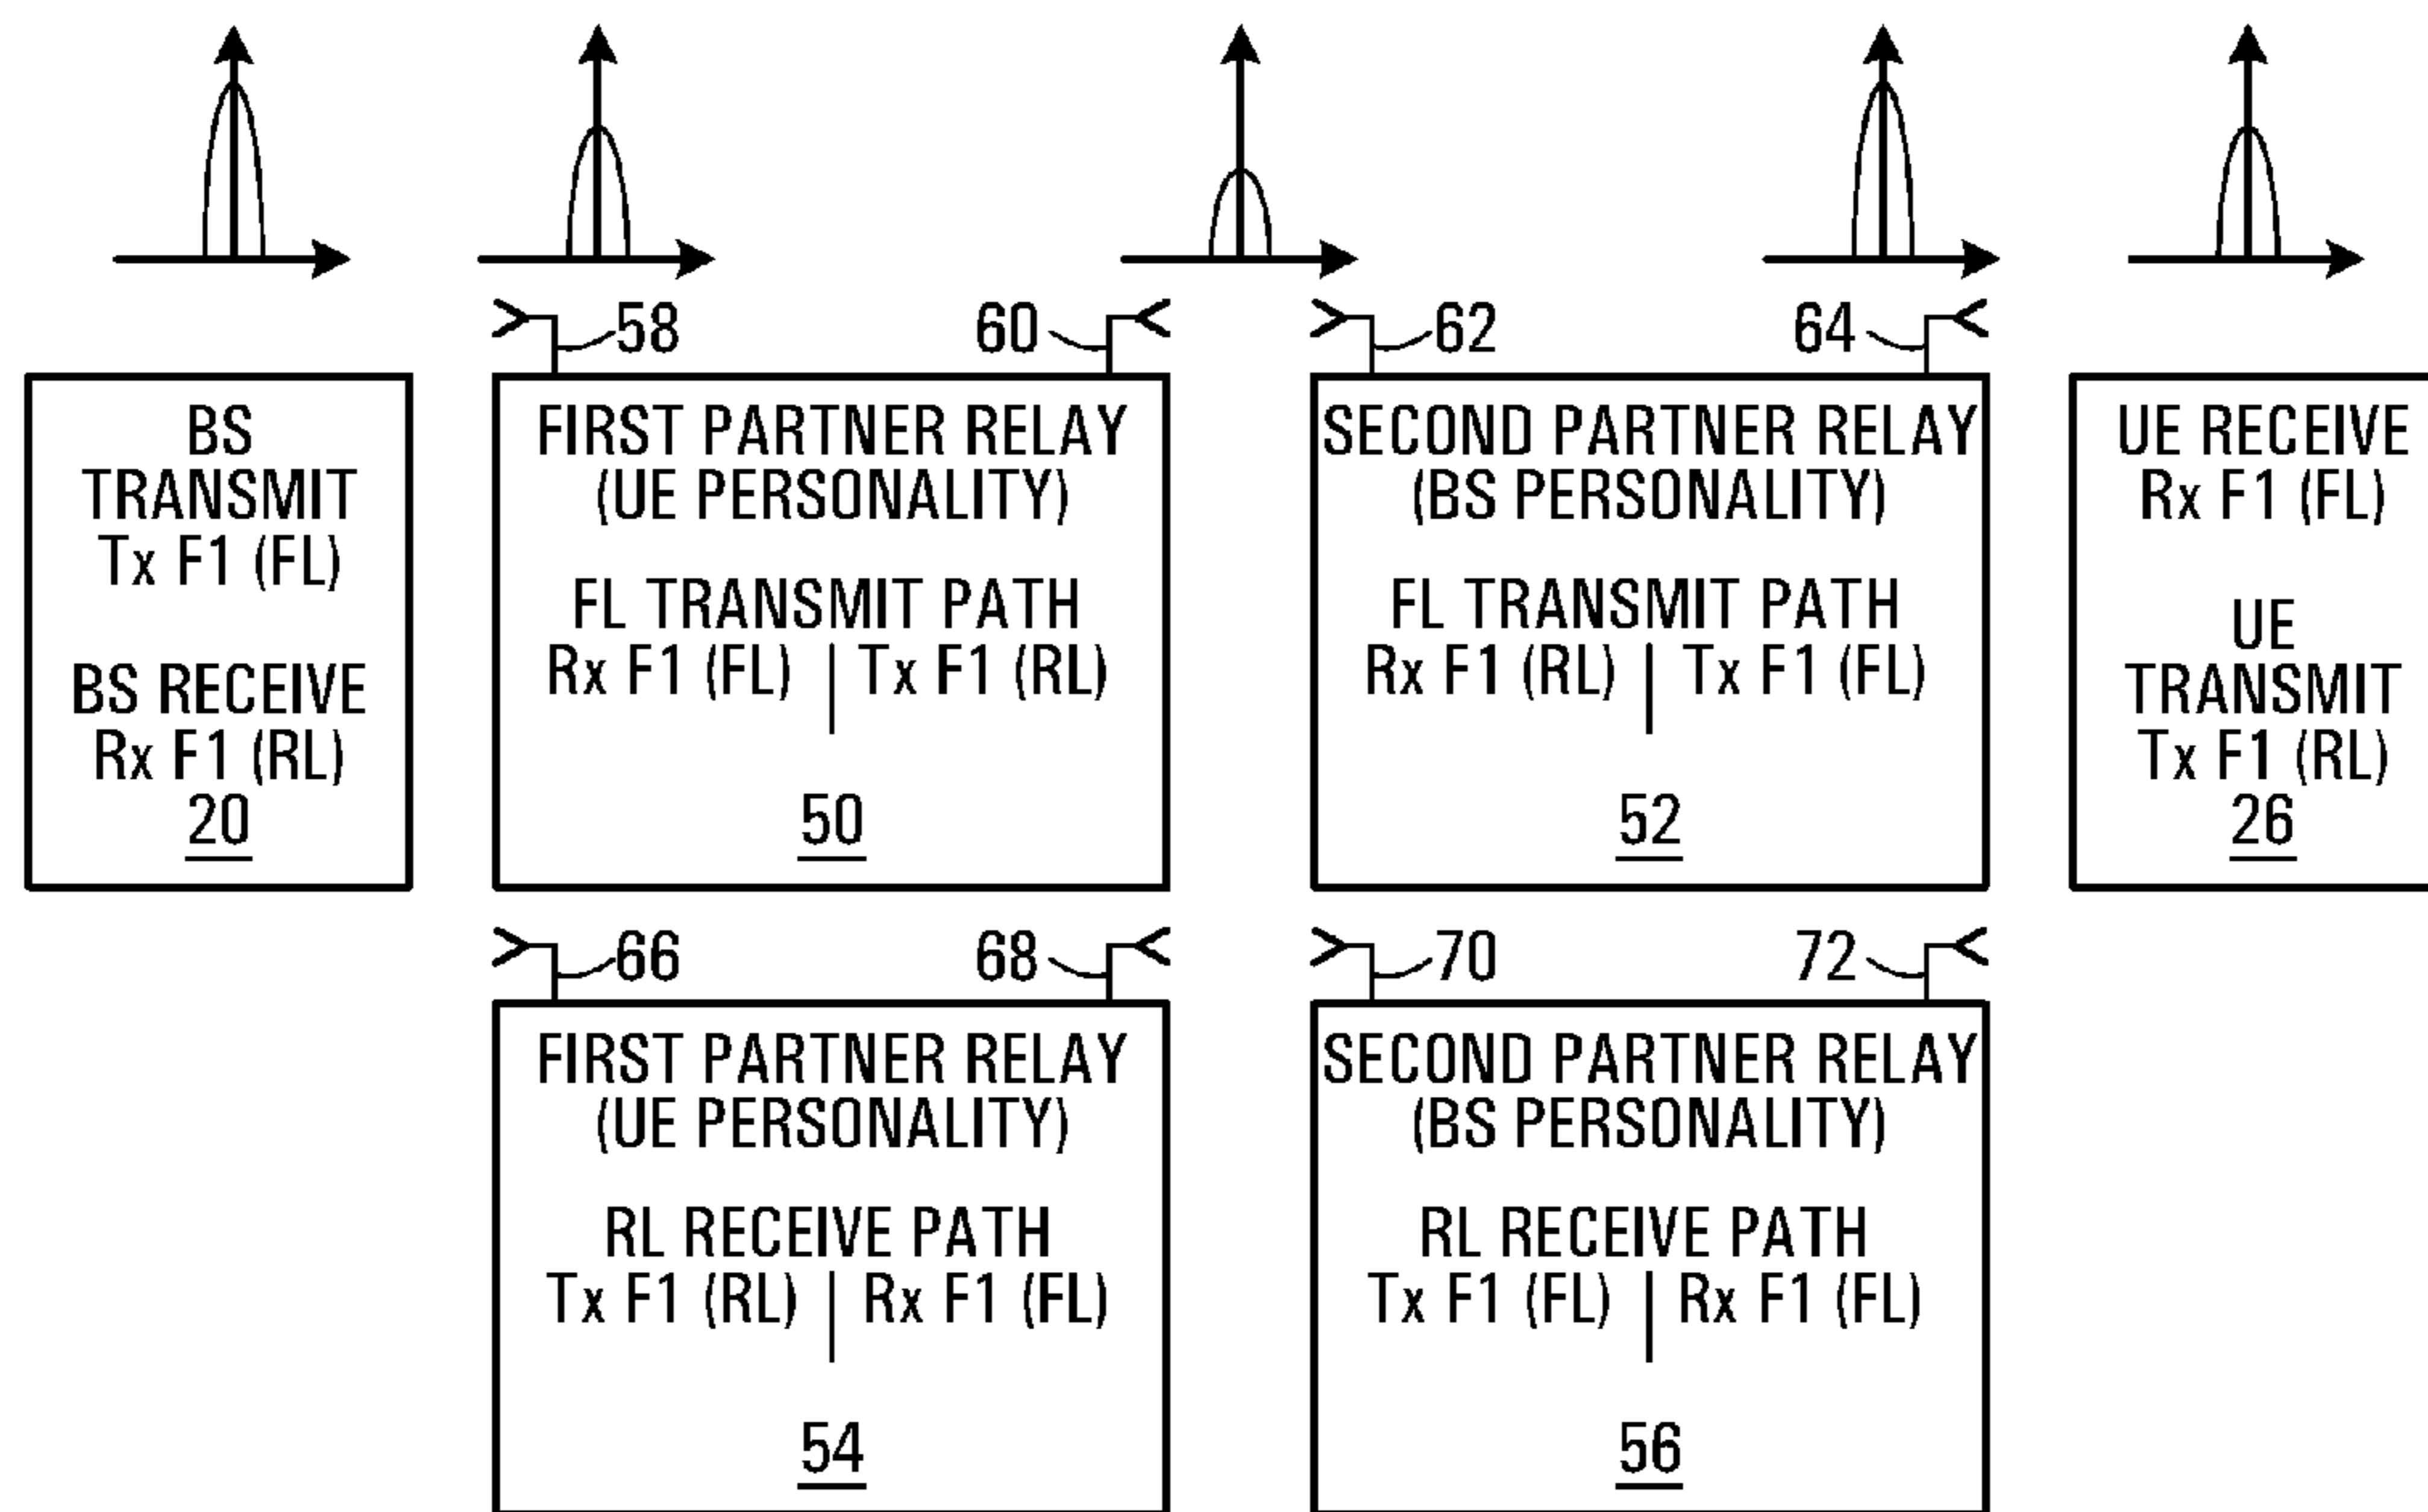 58
60
62
64
BS
TRANSMIT
Tx F1 (FL)
BS RECEIVE
Rx F1 (RL)
20
FIRST PARTNER RELAY
(UE PERSONALITY)
FL TRANSMIT PATH
Rx F1 (FL) | Tx F1 (RL)
50
SECOND PARTNER RELAY
(BS PERSONALITY)
FL TRANSMIT PATH
Rx F1 (RL) | Tx F1 (FL)
52
UE RECEIVE
Rx F1 (FL)
UE
TRANSMIT
Tx F1 (RL)
26
66
68
70
72
FIRST PARTNER RELAY
(UE PERSONALITY)
RL RECEIVE PATH
Tx F1 (RL) | Rx F1 (FL)
54
SECOND PARTNER RELAY
(BS PERSONALITY)
RL RECEIVE PATH
Tx F1 (FL) | Rx F1 (FL)
56